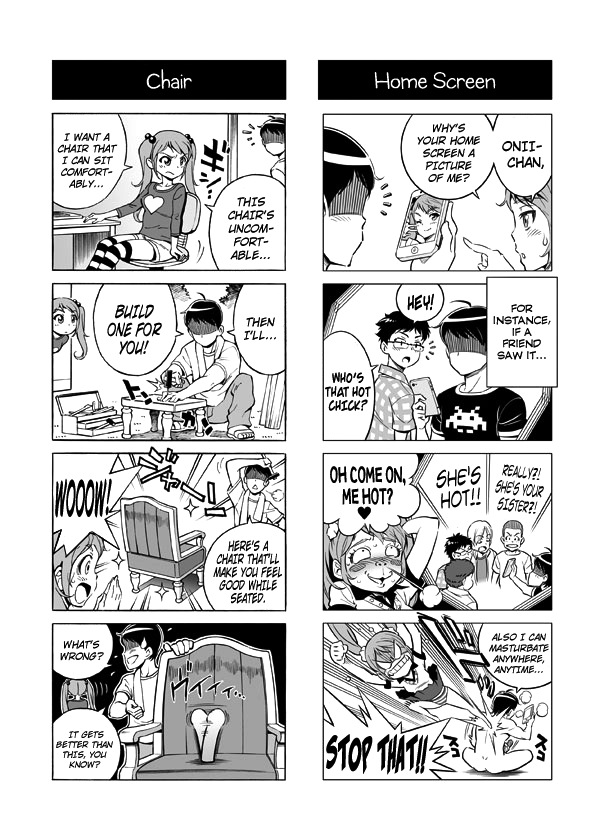 Home Screen
ONII-
CHAN,
WHY'S
YOUR HOME
SCREEN A
PICTURE
OF ME?
FOR
INSTANCE,
IF A
FRIEND
SAW IT...
HEY!
WHO'S
THAT HOT
CHICK?
REALLY?!
SHE'S YOUR
SISTER?!
SHE'S
HOT!!
OH COME ON,
ME HOT?
♥
ALSO I CAN
MASTURBATE
ANYWHERE,
ANYTIME...
STOP THAT!!
Chair
I WANT A
CHAIR THAT
I CAN SIT
COMFORT-
ABLY...
THIS
CHAIR'S
UNCOM-
FORT-
ABLE...
THEN
I'LL...
BUILD
ONE FOR
YOU!
WOOOW!
HERE'S A
CHAIR THAT'LL
MAKE YOU FEEL
GOOD WHILE
SEATED.
WHAT'S
WRONG?
IT GETS
BETTER THAN
THIS, YOU
KNOW?